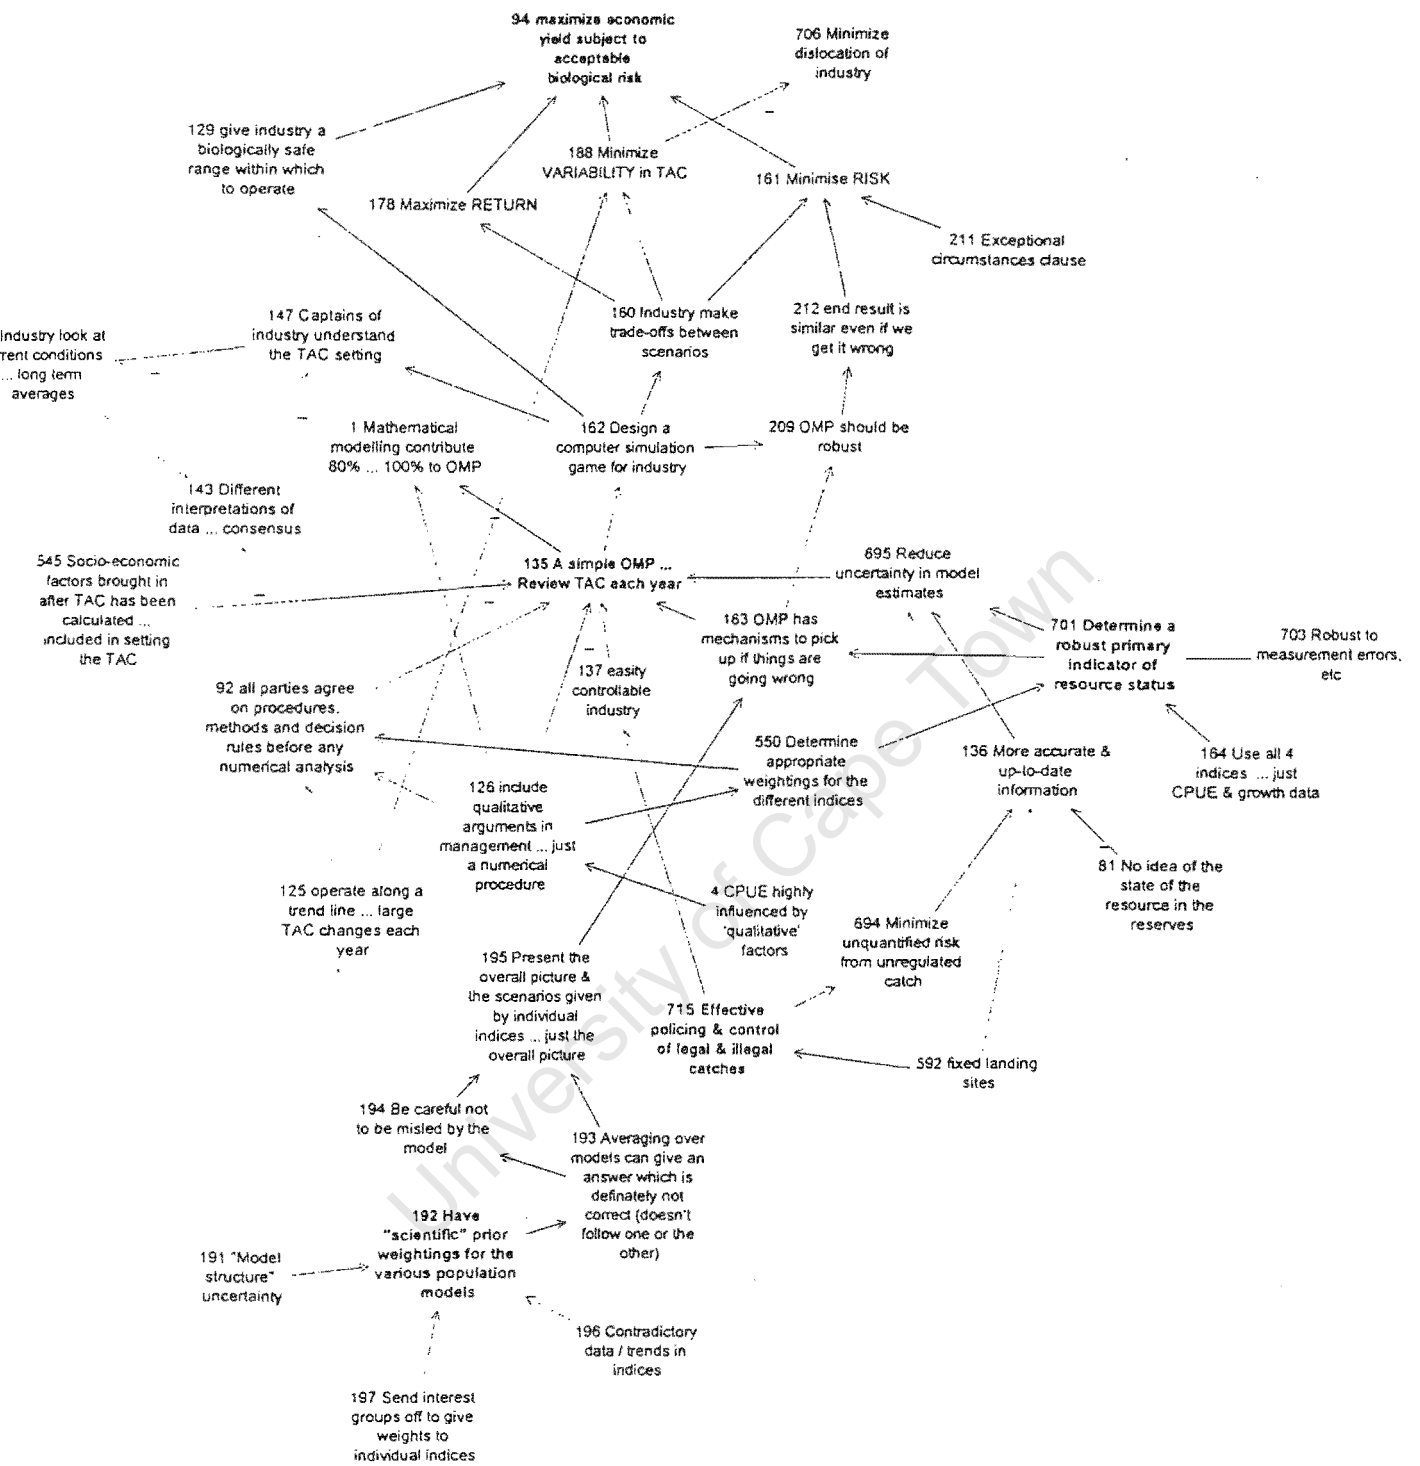 94 maximize economic
yield subject to
acceptable
biological risk
706 Minimize
dislocation of
industry
129 give industry a
biologically safe
range within which
to operate
188 Minimize
VARIABILITY in TAC
161 Minimise RISK
178 Maximize RETURN
211 Exceptional
circumstances clause
Industry look at
rent conditions
... long term
averages
147 Captains of
industry understand
the TAC setting
160 Industry make
trade-offs between
scenarios
212 end result is
similar even if we
get it wrong
1 Mathematical
modelling contribute
80% ... 100% to OMP
162 Design a
computer simulation
game for industry
209 OMP should be
robust
143 Different
interpretations of
data ... consensus
545 Socio-economic
factors brought in
after TAC has been
calculated ...
included in setting
the TAC
135 A simple OMP ...
Review TAC each year
695 Reduce
uncertainty in model
estimates
163 OMP has
mechanisms to pick
up if things are
going wrong
701 Determine a
robust primary
indicator of
resource status
703 Robust to
measurement errors,
etc
92 all parties agree
on procedures,
methods and decision
rules before any
numerical analysis
137 easily
controllable
industry
550 Determine
appropriate
weightings for the
different indices
136 More accurate &
up-to-date
information
164 Use all 4
indices ... just
CPUE & growth data
126 include
qualitative
arguments in
management ... just
a numerical
procedure
125 operate along a
trend line ... large
TAC changes each
year
4 CPUE highly
influenced by
'qualitative'
factors
81 No idea of the
state of the
resource in the
reserves
694 Minimize
unquantified risk
from unregulated
catch
195 Present the
overall picture &
the scenarios given
by individual
indices ... just the
overall picture
715 Effective
policing & control
of legal & illegal
catches
592 fixed landing
sites
194 Be careful not
to be misled by the
model
193 Averaging over
models can give an
answer which is
definately not
correct (doesn't
follow one or the
other)
192 Have
"scientific" prior
weightings for the
various population
models
191 "Model
structure"
uncertainty
196 Contradictory
data / trends in
indices
197 Send interest
groups off to give
weights to
individual indices
University of Cape Town